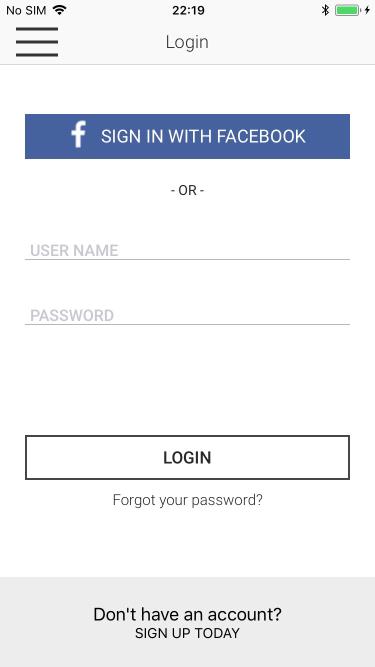 No SIM 22:19
Login
f SIGN IN WITH FACEBOOK
- OR -
USER NAME
PASSWORD
LOGIN
Forgot your password?
Don't have an account?
SIGN UP TODAY